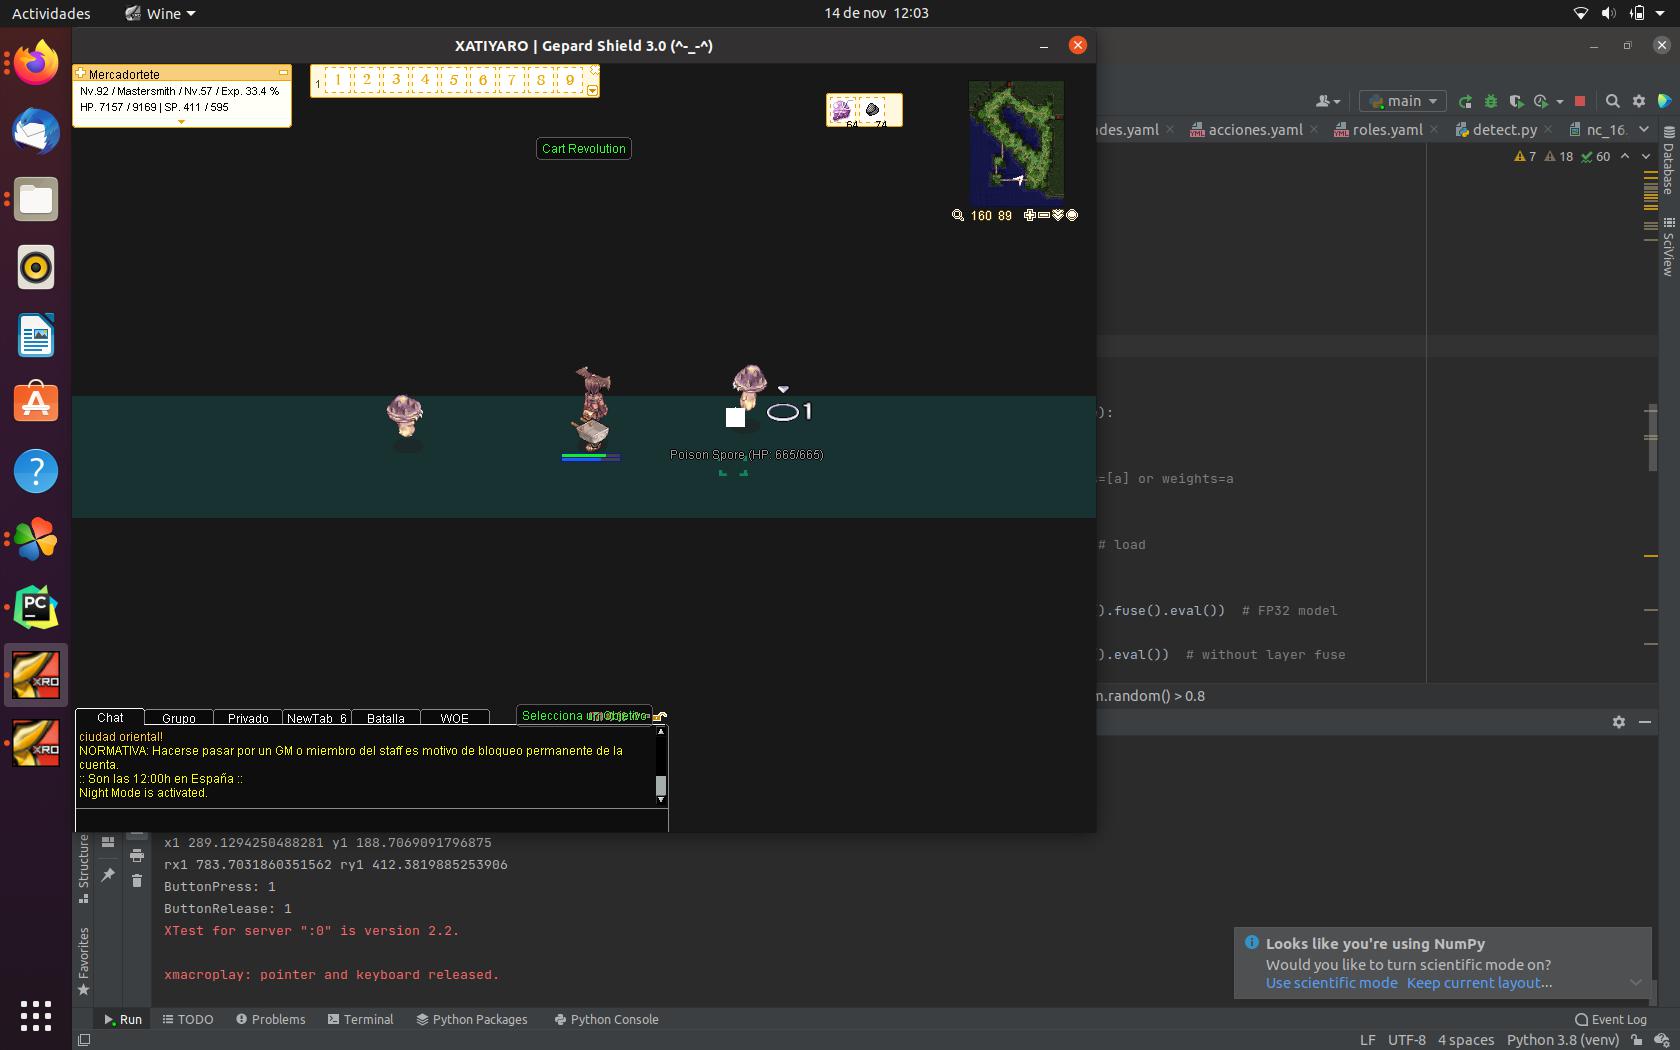 Actividades
Wine
14 de nov 12:03
XATIYARO | Gepard Shield 3.0 (^-_-^)
Mercadortete
Nv.92 / Mastersmith / Nv.57 / Exp. 33.4 %
HP. 7157 / 9169 | SP. 411 / 595
1 1 2 3 4 5 6 7 8 9
64 74
Cart Revolution
160 89
1
Poison Spore (HP: 665/665)
main
des.yaml
acciones.yaml
roles.yaml
detect.py
nc_16.
7 18 60
Database
SciView
):
=[a] or weights=a
# load
).fuse().eval()) # FP32 model
).eval()) # without layer fuse
m.random() > 0.8
Chat
Grupo
Privado
NewTab_6
Batalla
WOE
ciudad oriental!
NORMATIVA: Hacerse pasar por un GM o miembro del staff es motivo de bloqueo permanente de la
cuenta.
:: Son las 12:00h en España ::
Night Mode is activated.
x1 289.1294250488281 y1 188.7069091796875
rx1 783.7031860351562 ry1 412.3819885253906
ButtonPress: 1
ButtonRelease: 1
XTest for server ":0" is version 2.2.
xmacroplay: pointer and keyboard released.
Structure
Favorites
XRO
XRO
PC
Looks like you're using NumPy
Would you like to turn scientific mode on?
Use scientific mode Keep current layout...
Run
TODO
Problems
Terminal
Python Packages
Python Console
Event Log
LF UTF-8 4 spaces Python 3.8 (venv)